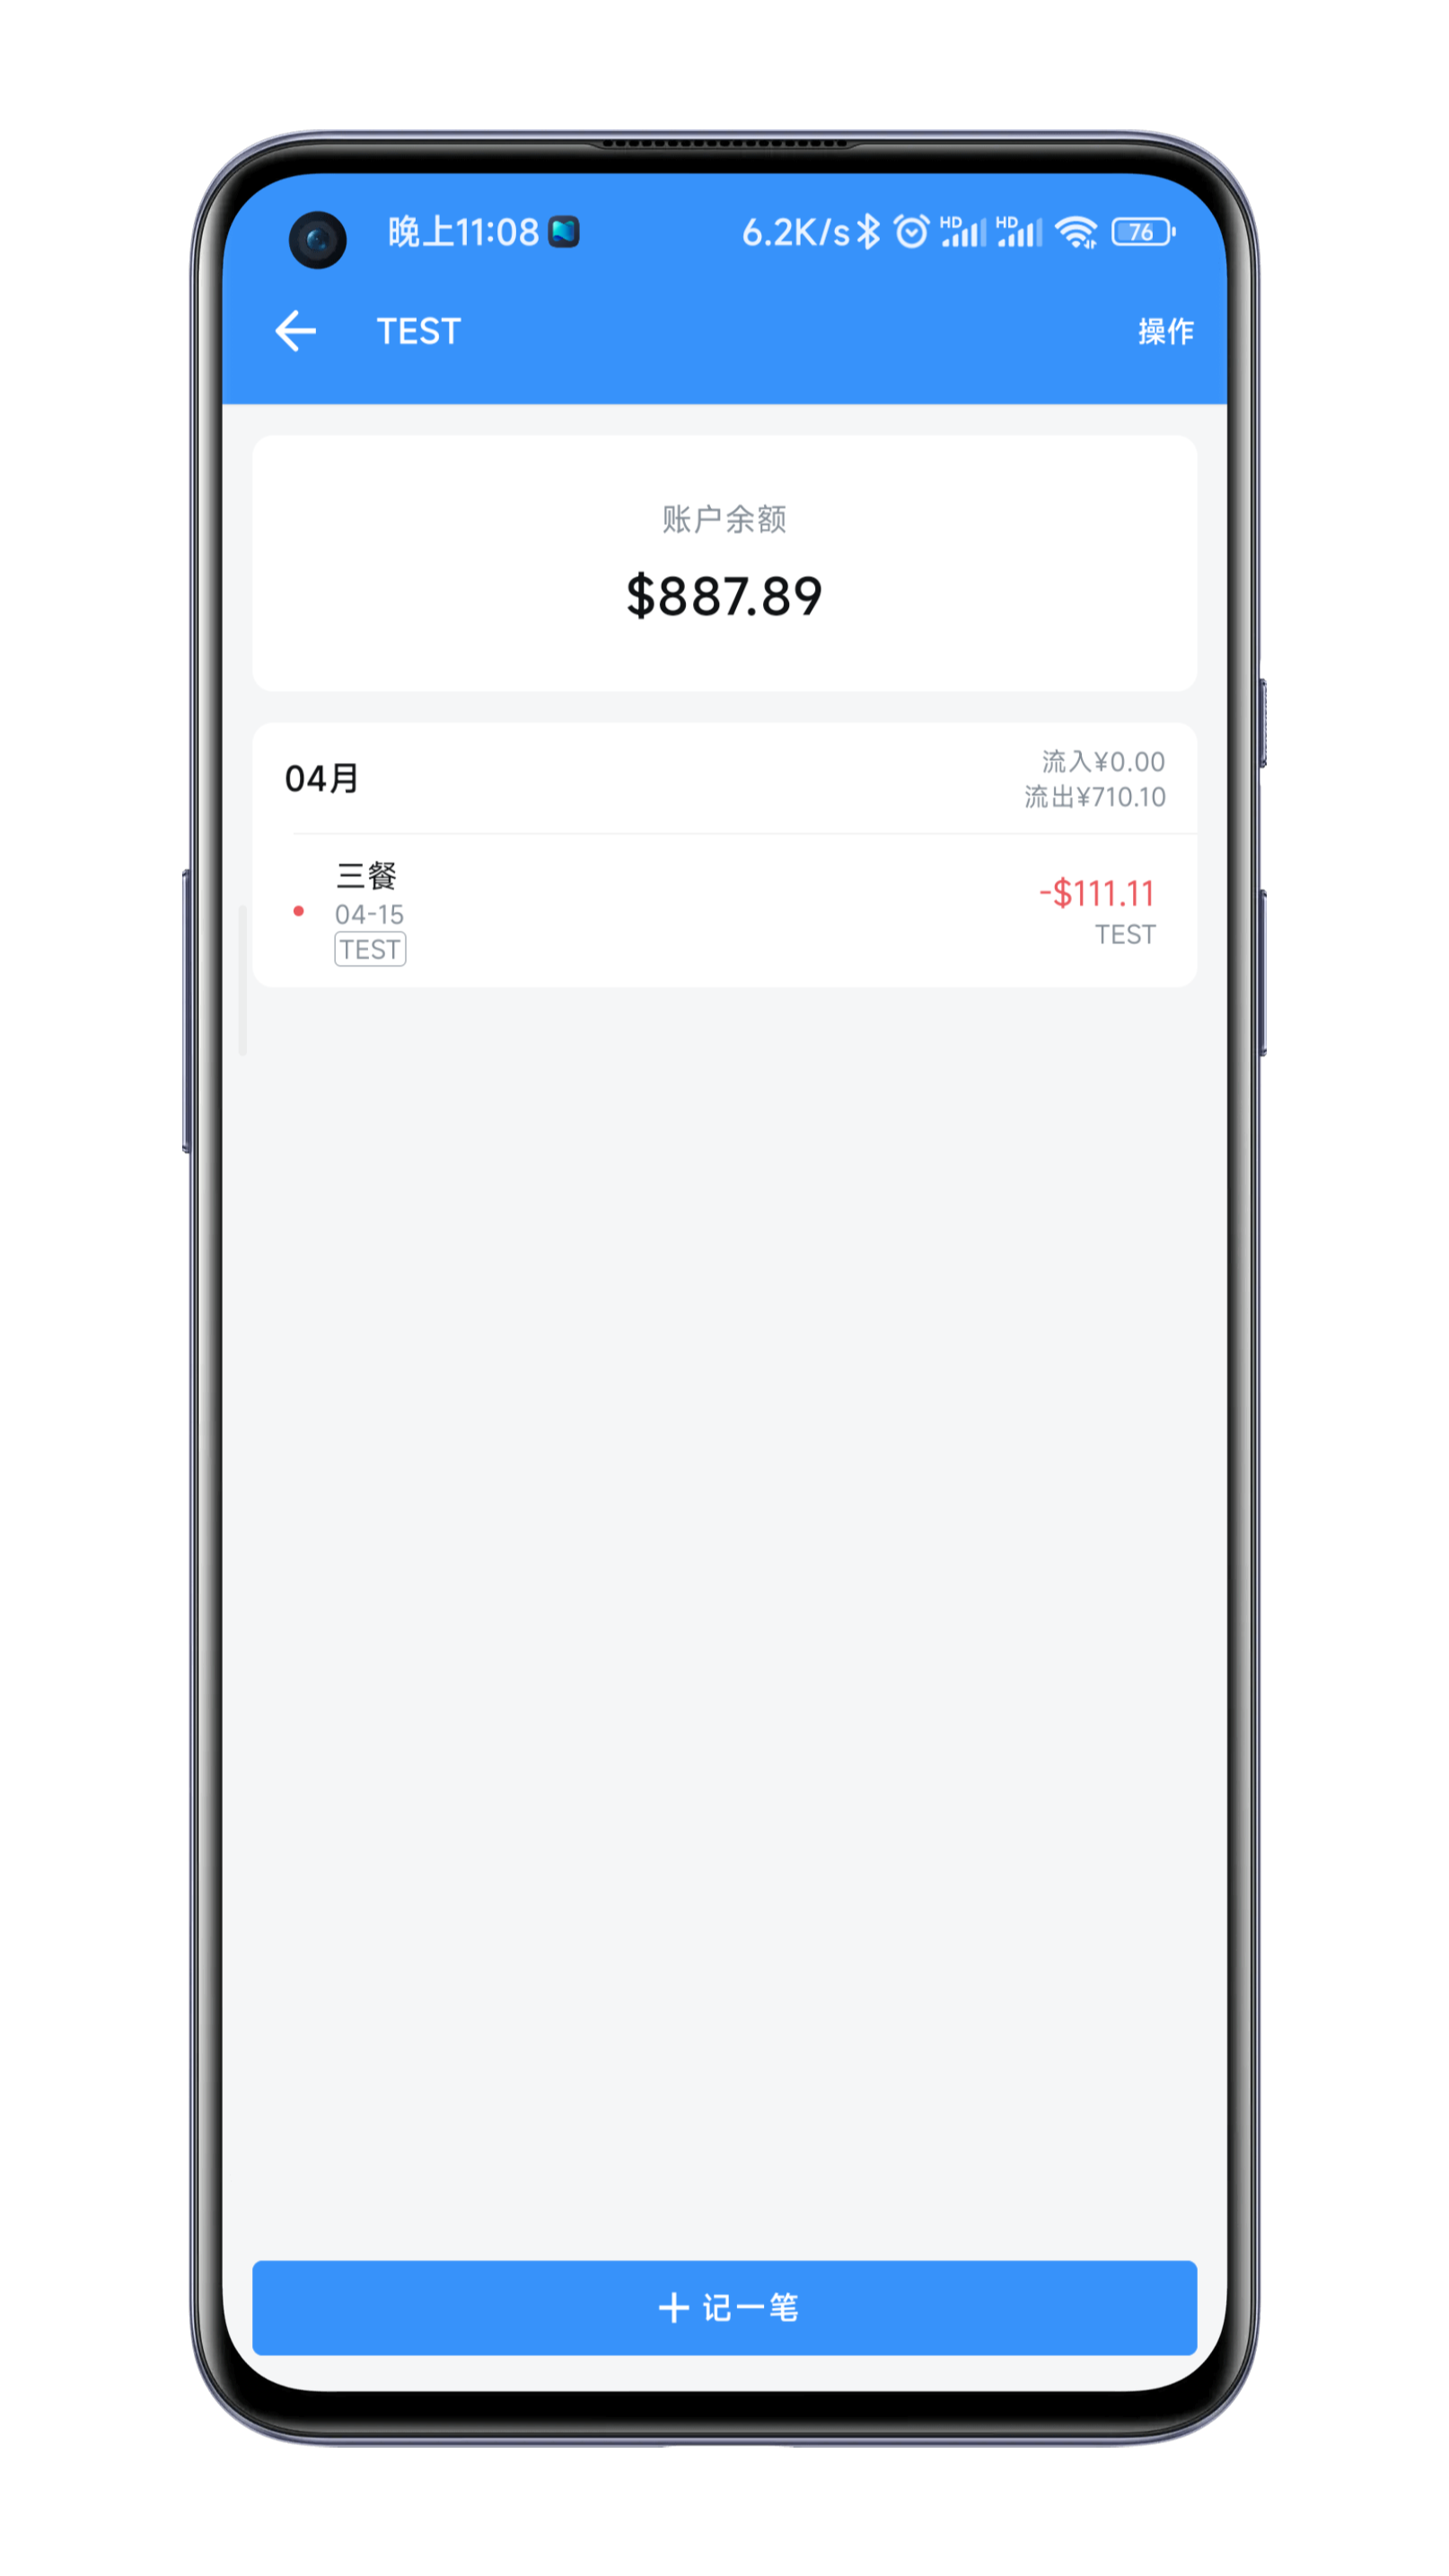 晚上11:08
6.2K/s HD HD 76
TEST
操作
账户余额
$887.89
04月
流入¥0.00
流出¥710.10
三餐
04-15
TEST
-$111.11
TEST
记一笔